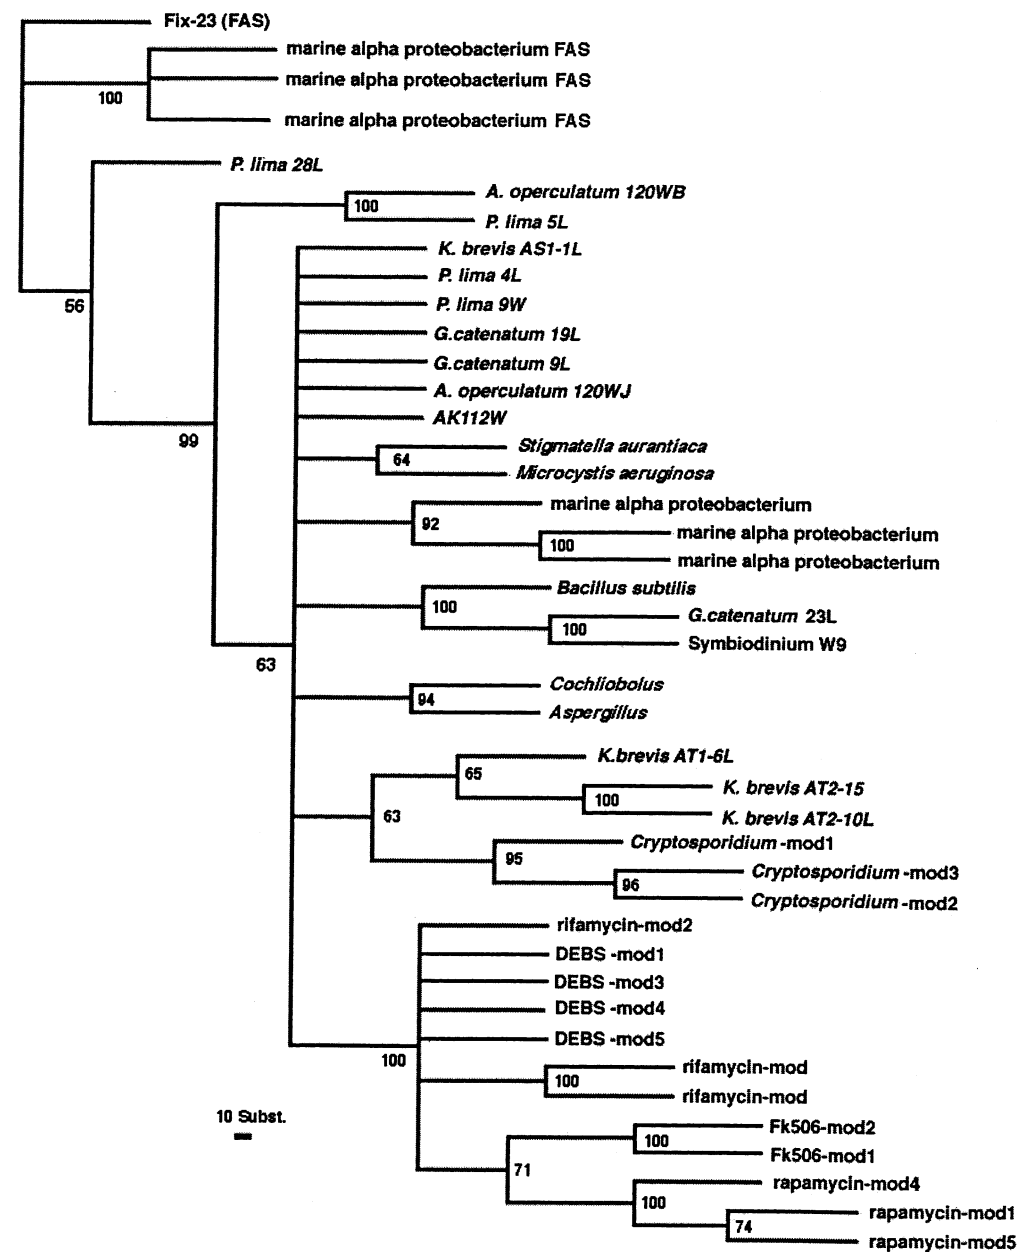 Fix-23 (FAS)
marine alpha proteobacterium FAS
marine alpha proteobacterium FAS
100
marine alpha proteobacterium FAS
P. lima 28L
A. operculatum 120WB
100
P. lima 5L
K. brevis AS1-1L
P. lima 4L
56
P. lima 9W
G.catenatum 19L
G.catenatum 9L
A. operculatum 120WJ
AK112W
99
Stigmatella aurantiaca
64
Microcystis aeruginosa
marine alpha proteobacterium
92
marine alpha proteobacterium
100
marine alpha proteobacterium
Bacillus subtilis
100
G.catenatum 23L
100
Symbiodinium W9
63
Cochliobolus
94
Aspergillus
K.brevis AT1-6L
65
K. brevis AT2-15
100
63
K. brevis AT2-10L
Cryptosporidium -mod1
95
Cryptosporidium -mod3
96
Cryptosporidium -mod2
rifamycin-mod2
DEBS -mod1
DEBS -mod3
DEBS -mod4
DEBS -mod5
100
rifamycin-mod
100
rifamycin-mod
10 Subst.
Fk506-mod2
100
Fk506-mod1
71
rapamycin-mod4
100
rapamycin-mod1
74
rapamycin-mod5